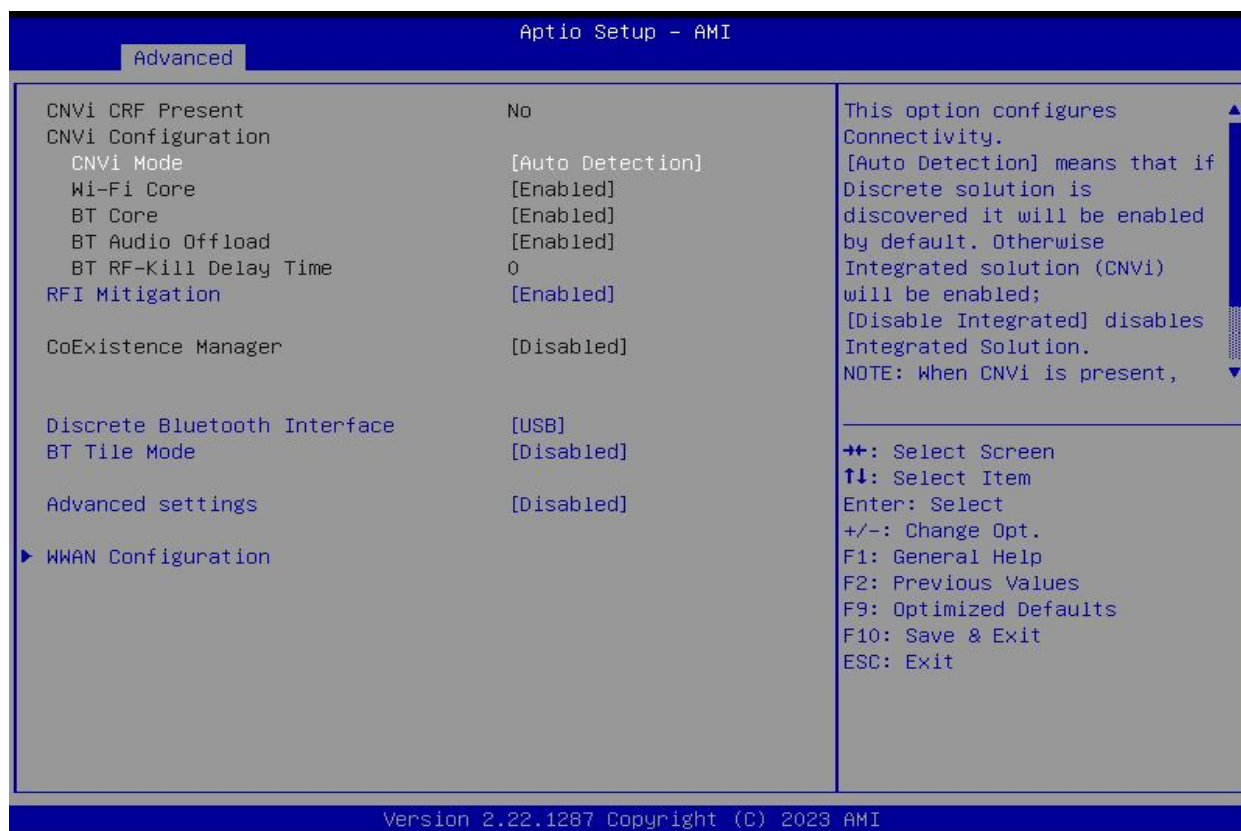 Aptio Setup – AMI
Advanced
CNVi CRF Present No
CNVi Configuration
CNVi Mode [Auto Detection]
Wi-Fi Core [Enabled]
BT Core [Enabled]
BT Audio Offload [Enabled]
BT RF-Kill Delay Time 0
RFI Mitigation [Enabled]
CoExistence Manager [Disabled]
Discrete Bluetooth Interface [USB]
BT Tile Mode [Disabled]
Advanced settings [Disabled]
WWAN Configuration
This option configures
Connectivity.
[Auto Detection] means that if
Discrete solution is
discovered it will be enabled
by default. Otherwise
Integrated solution (CNVi)
will be enabled;
[Disable Integrated] disables
Integrated Solution.
NOTE: When CNVi is present,
→←: Select Screen
↑↓: Select Item
Enter: Select
+/-: Change Opt.
F1: General Help
F2: Previous Values
F9: Optimized Defaults
F10: Save & Exit
ESC: Exit
Version 2.22.1287 Copyright (C) 2023 AMI